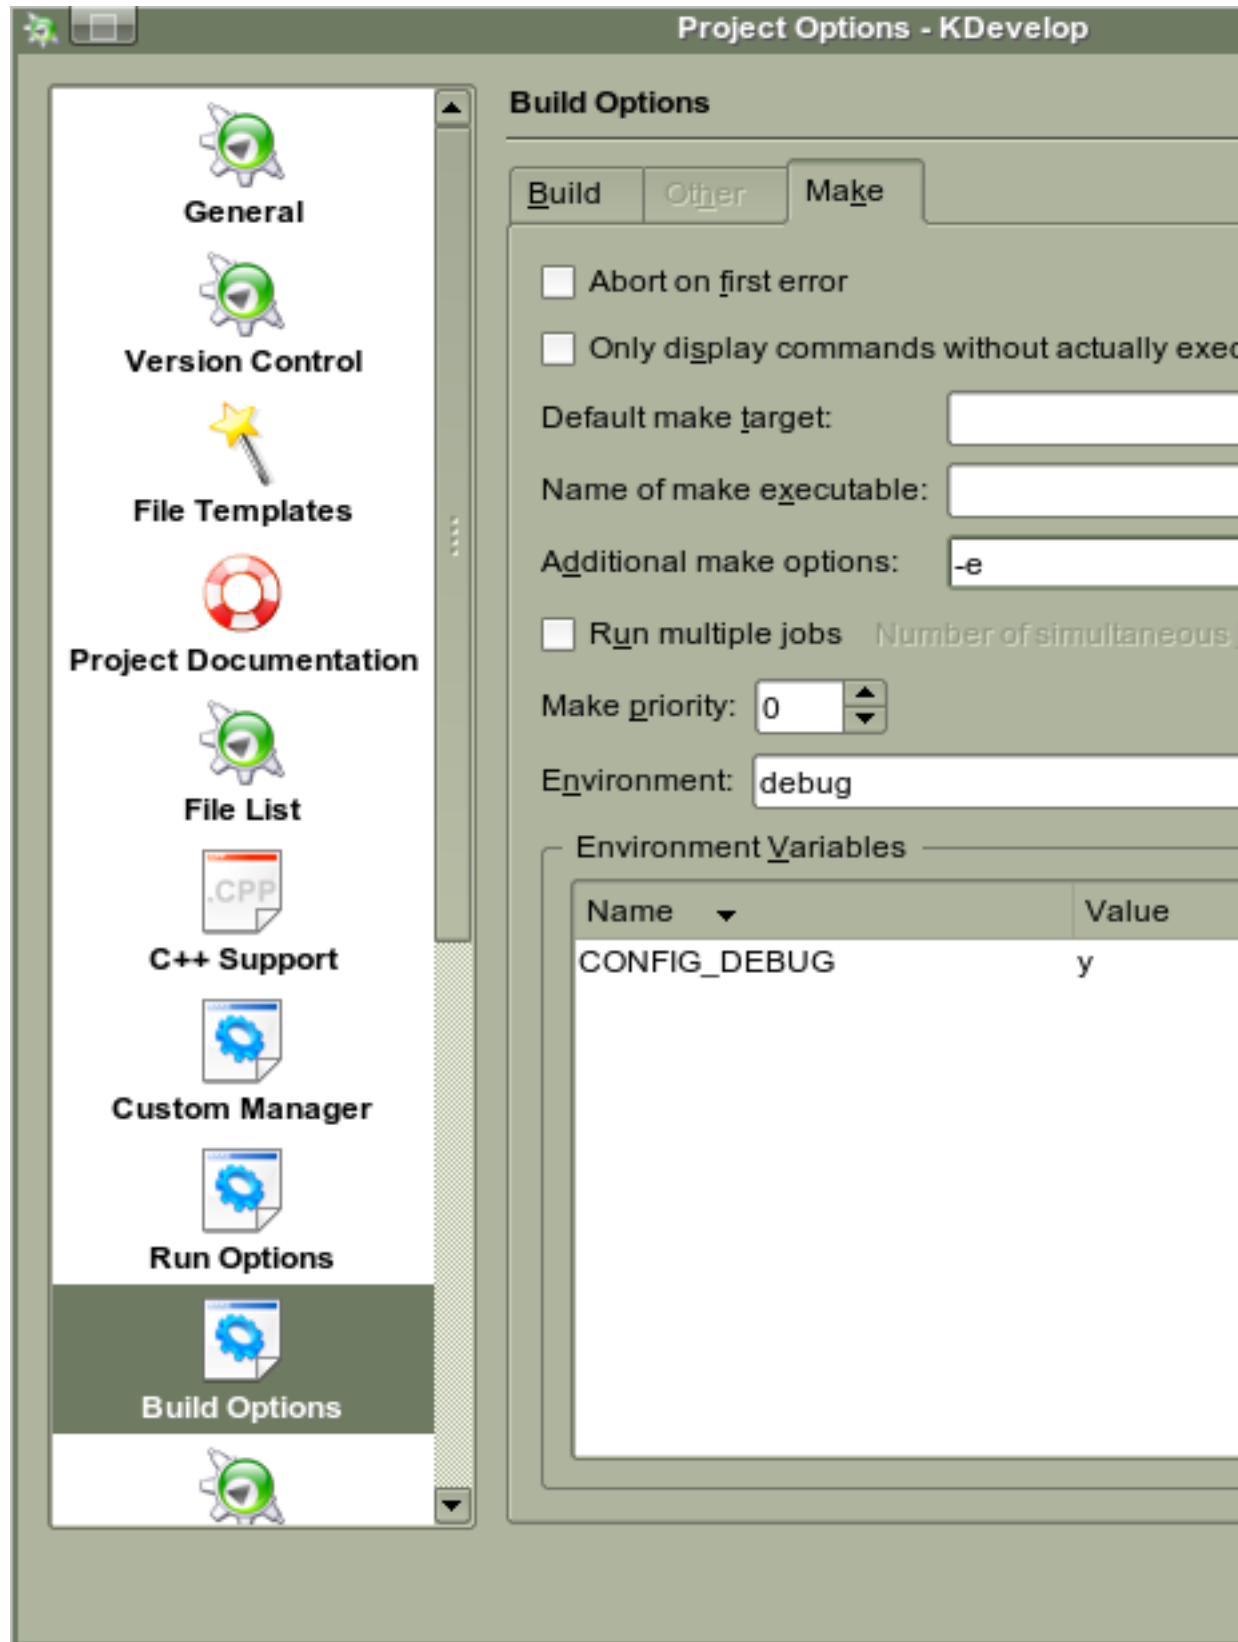 Project Options - KDevelop
General
Version Control
File Templates
Project Documentation
File List
.CPP
C++ Support
Custom Manager
Run Options
Build Options
Build Options
Build Other Make
Abort on first error
Only display commands without actually exec
Default make target:
Name of make executable:
Additional make options: -e
Run multiple jobs Number of simultaneous
Make priority: 0
Environment: debug
Environment Variables
Name Value
CONFIG_DEBUG y